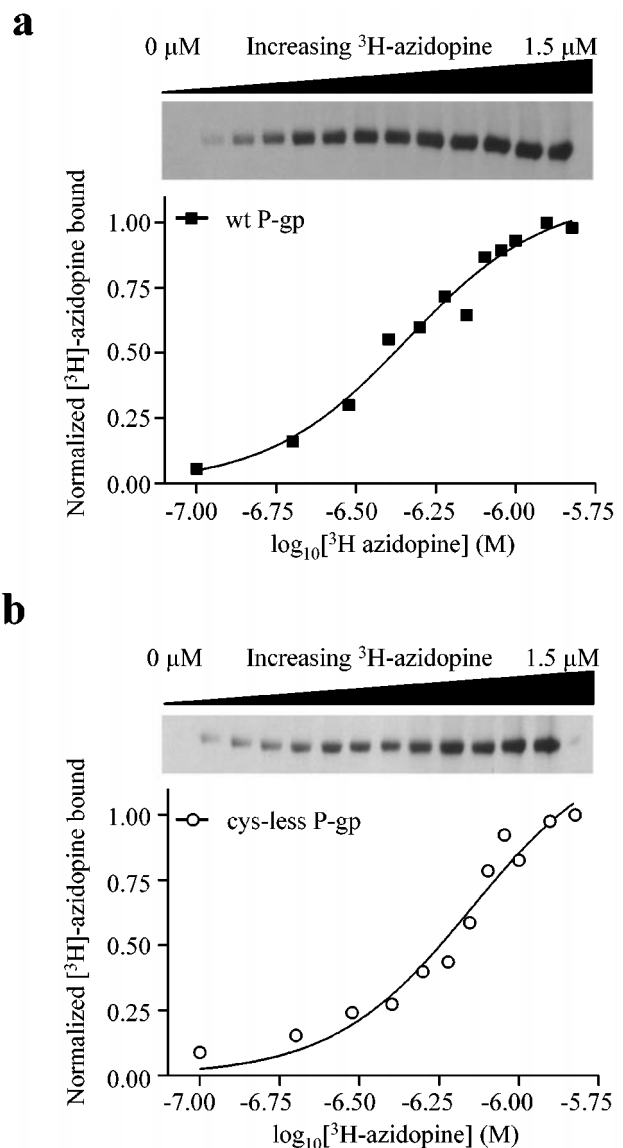 a
0 μM Increasing ³H-azidopine 1.5 μM
Normalized [³H]-azidopine bound
wt P-gp
1.00
0.75
0.50
0.25
0.00
-7.00 -6.75 -6.50 -6.25 -6.00 -5.75
log₁₀[³H azidopine] (M)
b
0 μM Increasing ³H-azidopine 1.5 μM
Normalized [³H]-azidopine bound
cys-less P-gp
1.00
0.75
0.50
0.25
0.00
-7.00 -6.75 -6.50 -6.25 -6.00 -5.75
log₁₀[³H-azidopine] (M)